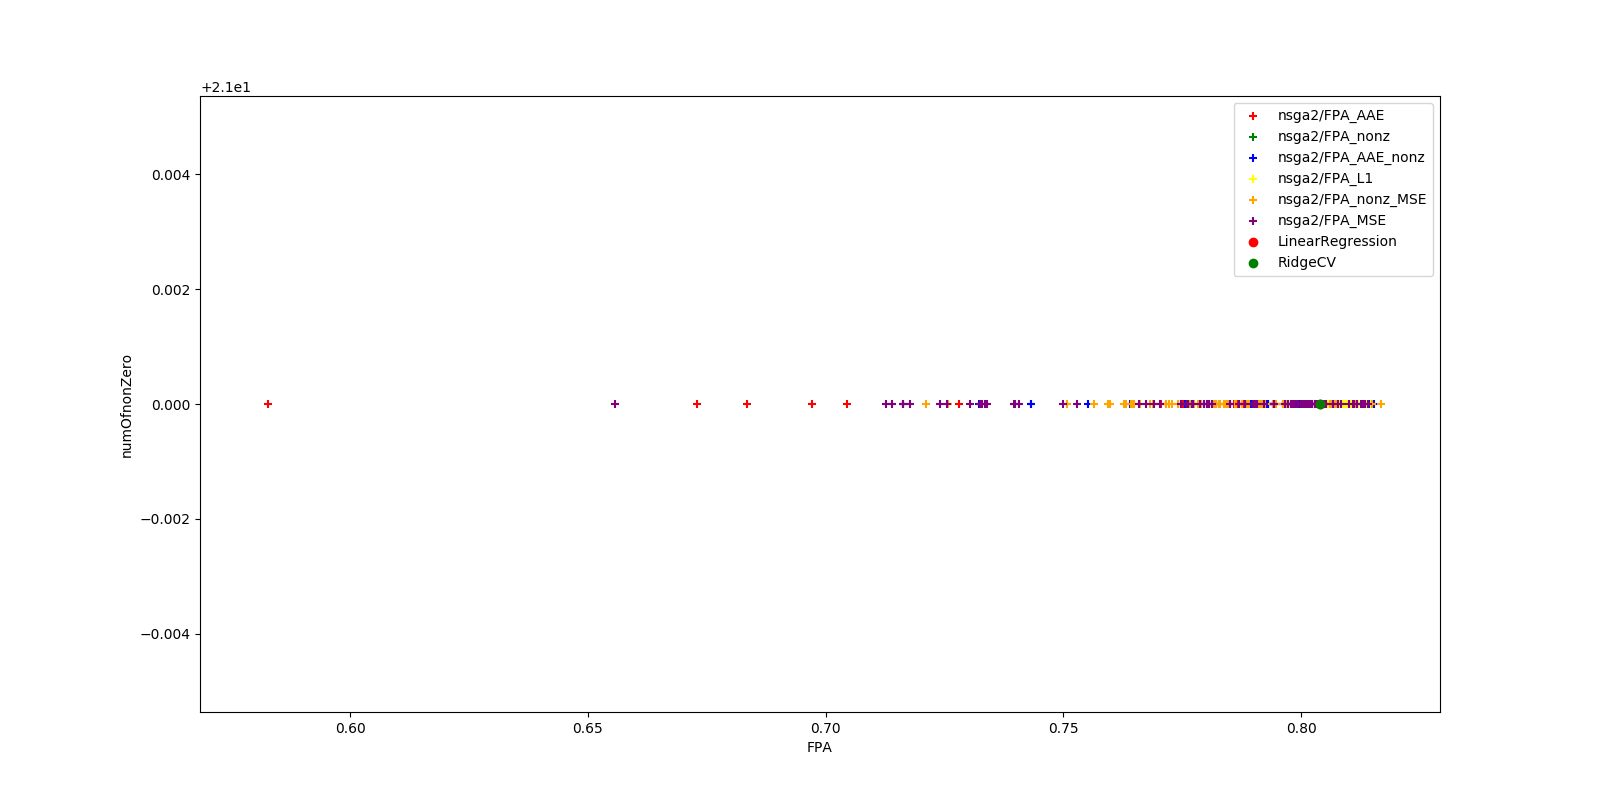 +2.1e1
nsga2/FPA_AAE
nsga2/FPA_nonz
nsga2/FPA_AAE_nonz
nsga2/FPA_L1
nsga2/FPA_nonz_MSE
nsga2/FPA_MSE
LinearRegression
RidgeCV
0.004
0.002
0.000
−0.002
−0.004
numOfnonZero
0.60
0.65
0.70
0.75
0.80
FPA